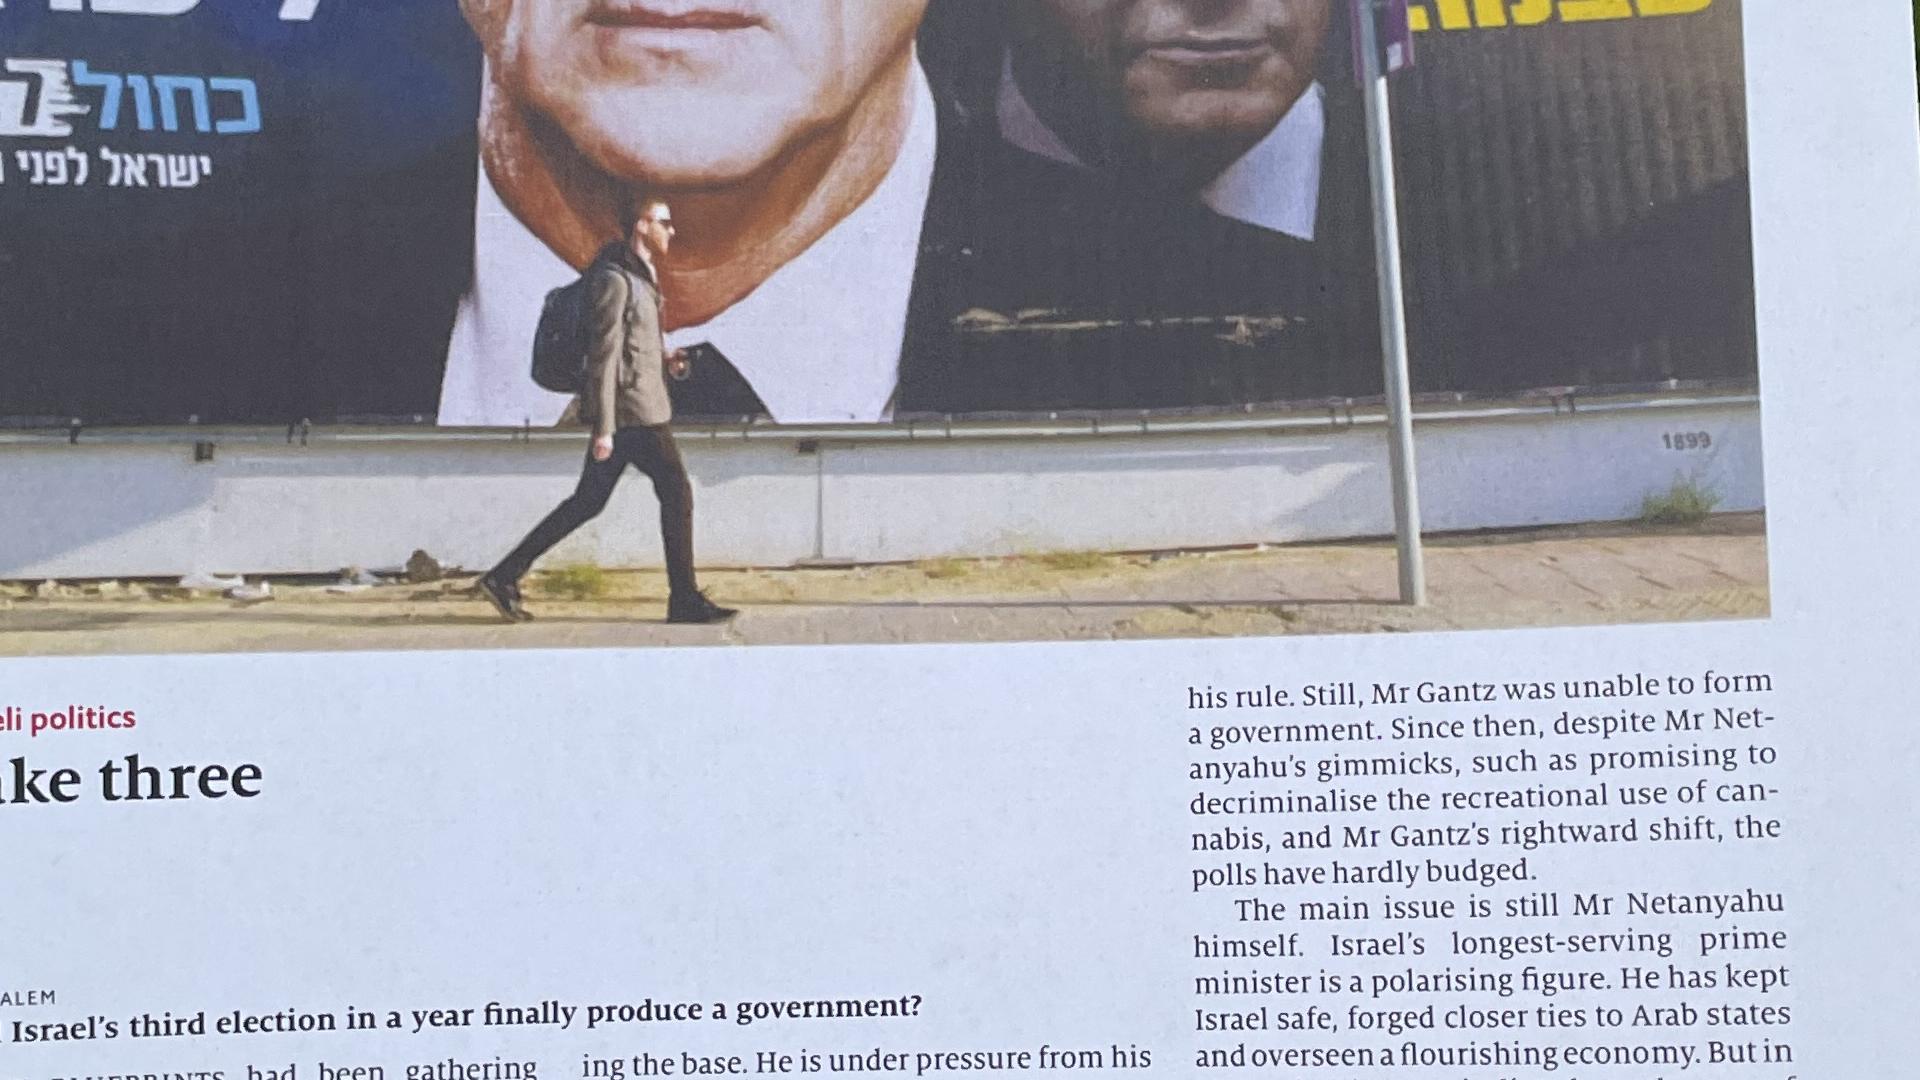 כחול
ישראל לפני
1899
politics
three
ALEM
Israel's third election in a year finally produce a government?
had been gathering
ing the base. He is under pressure from his
his rule. Still, Mr Gantz was unable to form
a government. Since then, despite Mr Net-
anyahu's gimmicks, such as promising to
decriminalise the recreational use of can-
nabis, and Mr Gantz's rightward shift, the
polls have hardly budged.
The main issue is still Mr Netanyahu
himself. Israel's longest-serving prime
minister is a polarising figure. He has kept
Israel safe, forged closer ties to Arab states
and overseen a flourishing economy. But in